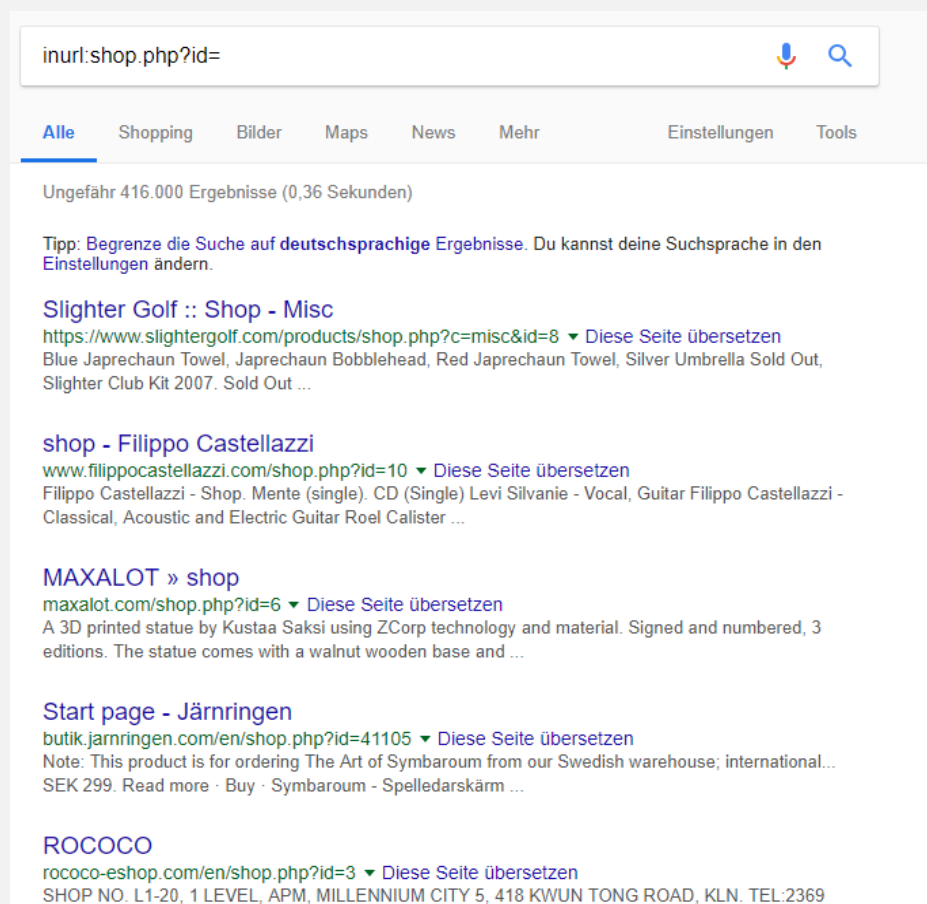 inurl:shop.php?id=
Alle Shopping Bilder Maps News Mehr Einstellungen Tools
Ungefähr 416.000 Ergebnisse (0,36 Sekunden)
Tipp: Begrenze die Suche auf deutschsprachige Ergebnisse. Du kannst deine Suchsprache in den
Einstellungen ändern.
Slighter Golf :: Shop - Misc
https://www.slightergolf.com/products/shop.php?c=misc&id=8 ▼ Diese Seite übersetzen
Blue Japrechaun Towel, Japrechaun Bobblehead, Red Japrechaun Towel, Silver Umbrella Sold Out,
Slighter Club Kit 2007. Sold Out ...
shop - Filippo Castellazzi
www.filippocastellazzi.com/shop.php?id=10 ▼ Diese Seite übersetzen
Filippo Castellazzi - Shop. Mente (single). CD (Single) Levi Silvanie - Vocal, Guitar Filippo Castellazzi -
Classical, Acoustic and Electric Guitar Roel Calister ...
MAXALOT » shop
maxalot.com/shop.php?id=6 ▼ Diese Seite übersetzen
A 3D printed statue by Kustaa Saksi using ZCorp technology and material. Signed and numbered, 3
editions. The statue comes with a walnut wooden base and ...
Start page - Järnringen
butik.jarnringen.com/en/shop.php?id=41105 ▼ Diese Seite übersetzen
Note: This product is for ordering The Art of Symbaroum from our Swedish warehouse; international...
SEK 299. Read more · Buy · Symbaroum - Spelledarskärm ...
ROCOCO
rococo-eshop.com/en/shop.php?id=3 ▼ Diese Seite übersetzen
SHOP NO. L1-20, 1 LEVEL, APM, MILLENNIUM CITY 5, 418 KWUN TONG ROAD, KLN. TEL:2369